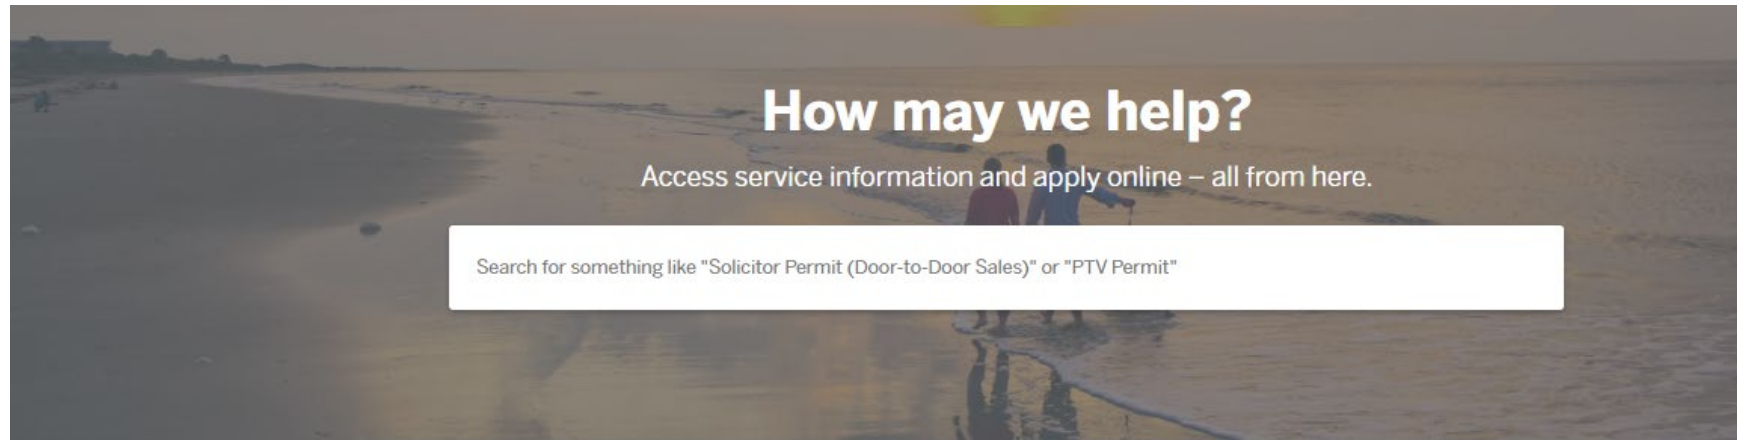 How may we help?
Access service information and apply online – all from here.
Search for something like "Solicitor Permit (Door-to-Door Sales)" or "PTV Permit"